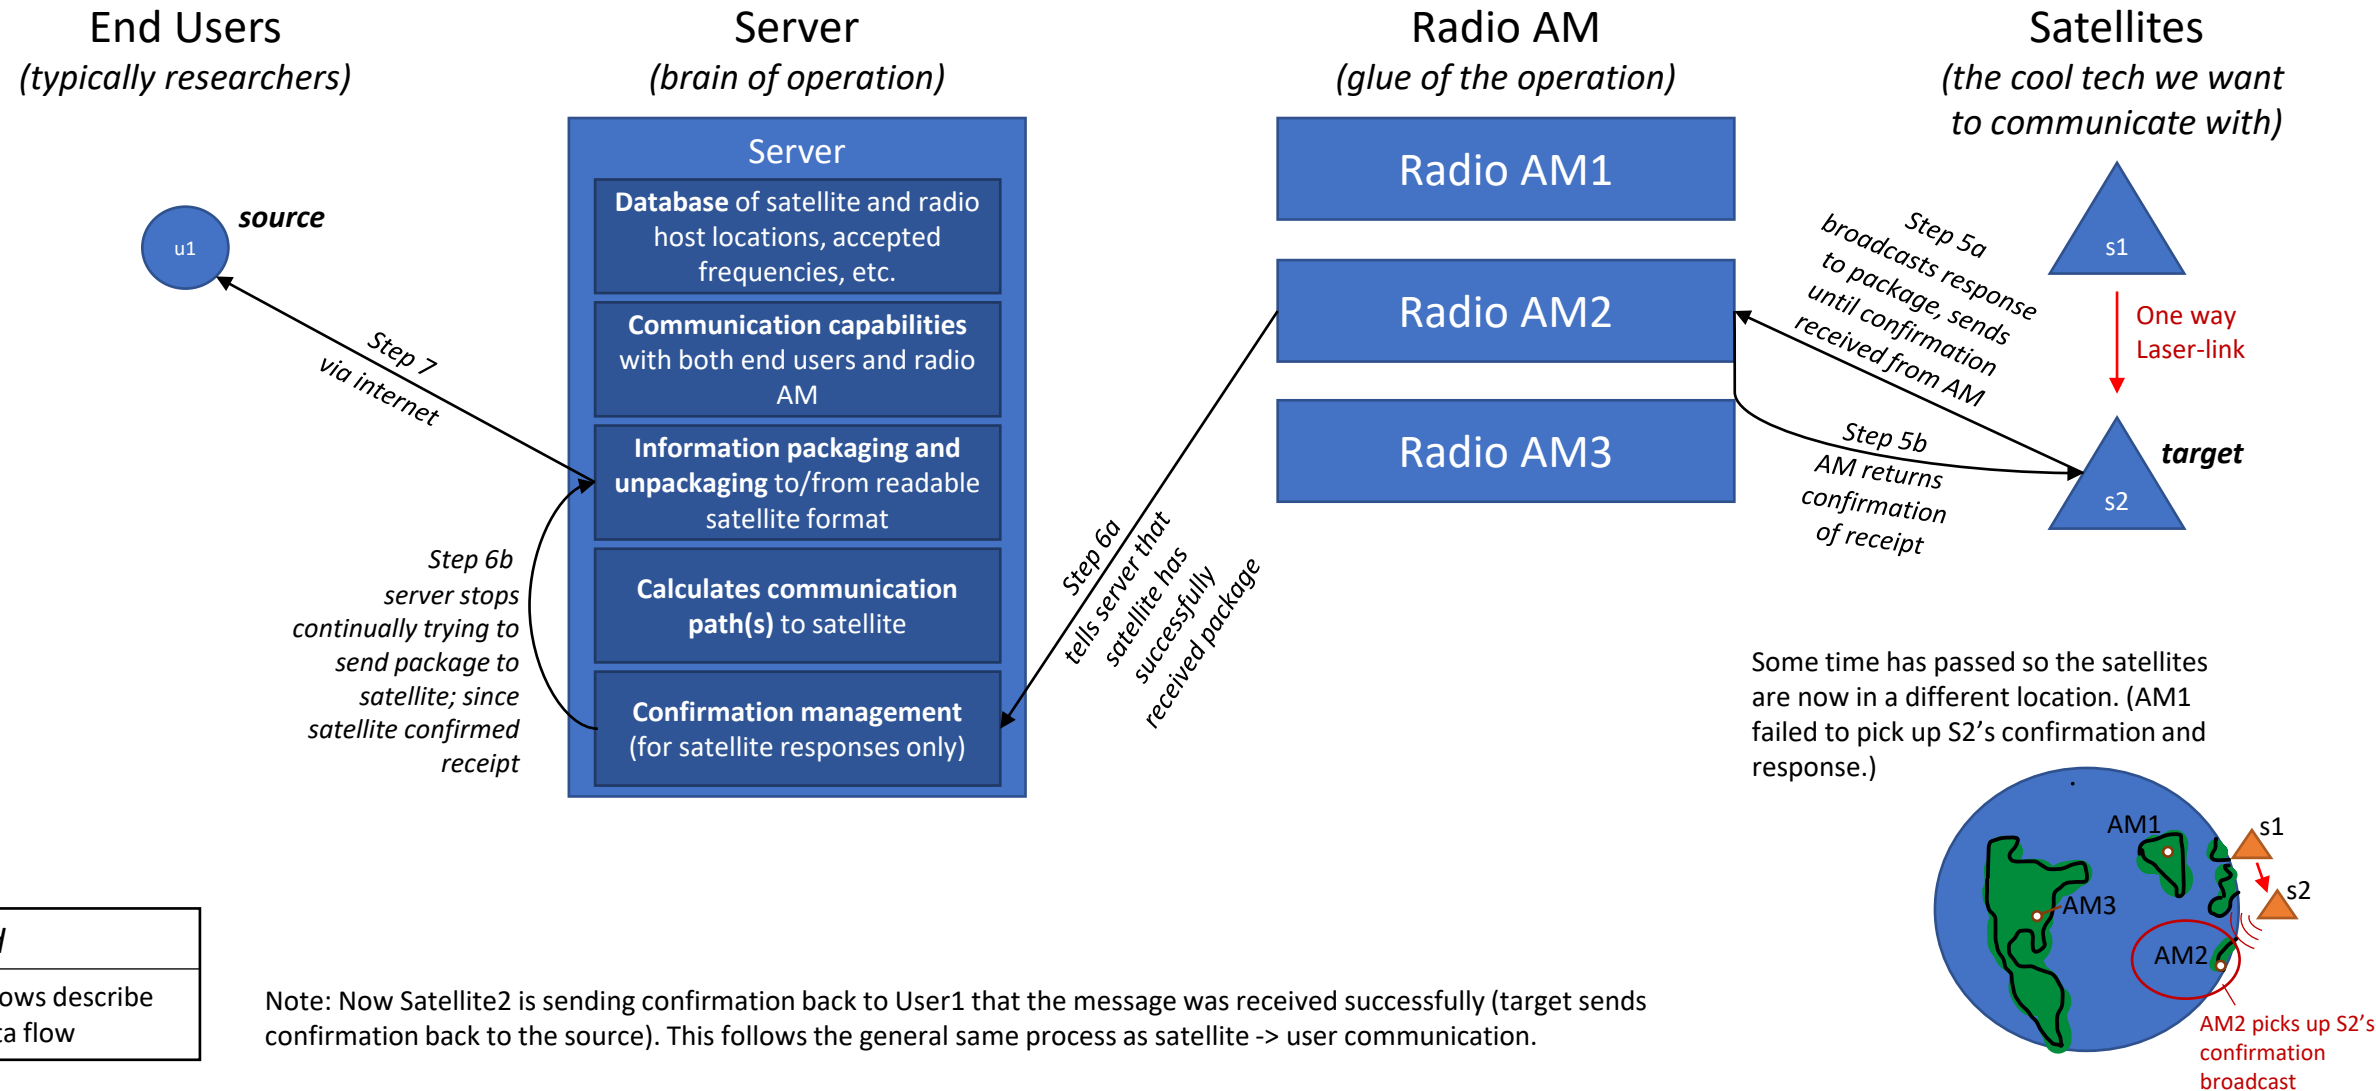 End Users
(typically researchers)
Server
(brain of operation)
Radio AM
(glue of the operation)
Satellites
(the cool tech we want
to communicate with)
u1
source
Step 7
via internet
Server
Database of satellite and radio
host locations, accepted
frequencies, etc.
Communication capabilities
with both end users and radio
AM
Information packaging and
unpackaging to/from readable
satellite format
Calculates communication
path(s) to satellite
Confirmation management
(for satellite responses only)
Step 6b
server stops
continually trying to
send package to
satellite; since
satellite confirmed
receipt
Step 6a
tells server that
satellite has
successfully
received package
Radio AM1
Radio AM2
Radio AM3
Step 5a
broadcasts response
to package, sends
until confirmation
received from AM
Step 5b
AM returns
confirmation
of receipt
s1
One way
Laser-link
target
s2
Some time has passed so the satellites
are now in a different location. (AM1
failed to pick up S2’s confirmation and
response.)
AM1
s1
s2
AM3
AM2
AM2 picks up S2’s
confirmation
broadcast
describe
flow
Note: Now Satellite2 is sending confirmation back to User1 that the message was received successfully (target sends
confirmation back to the source). This follows the general same process as satellite -> user communication.